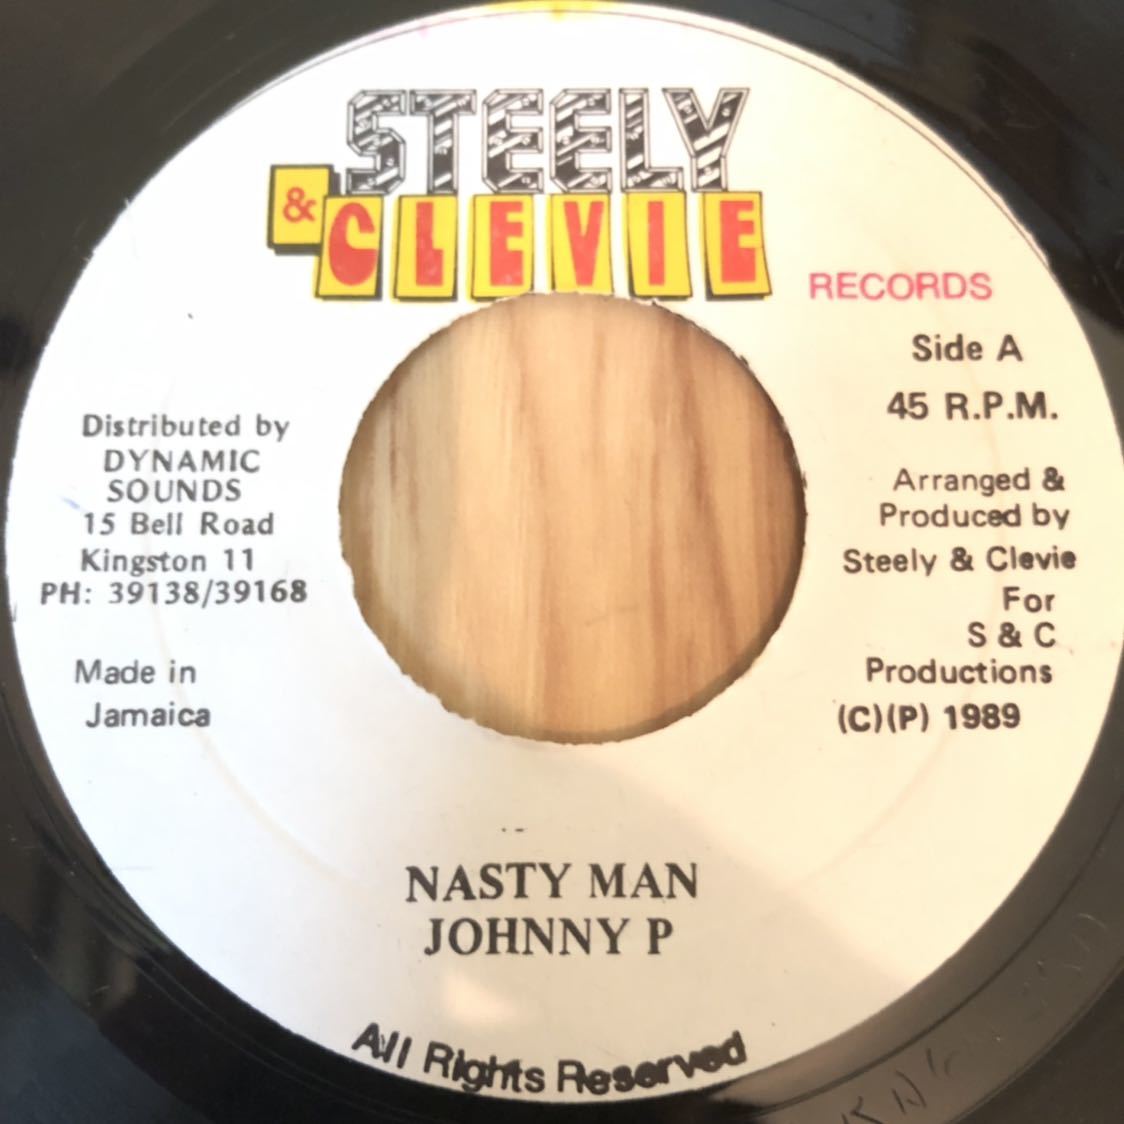 STEELY
& CLEVIE
RECORDS
Side A
45 R.P.M.
Distributed by
DYNAMIC
SOUNDS
15 Bell Road
Kingston 11
PH: 39138/39168
Made in
Jamaica
Arranged &
Produced by
Steely & Clevie
For
S & C
Productions
(C)(P) 1989
NASTY MAN
JOHNNY P
All Rights Reserved